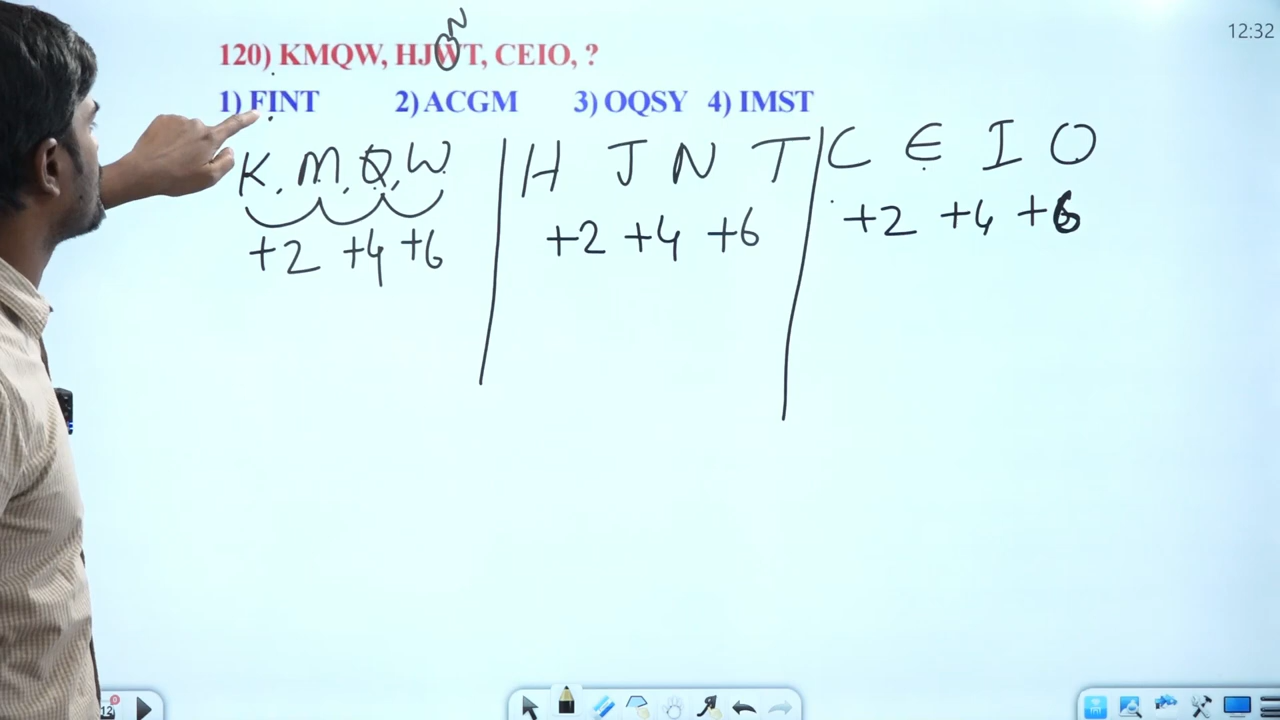 12:32
N
120) KMQW, HJWT, CEIO, ?
1) FINT 2) ACGM 3) OQSY 4) IMST
K, M, Q, W H J N T C E I O
+2 +4 +6 +2 +4 +6 +2 +4 +6
12